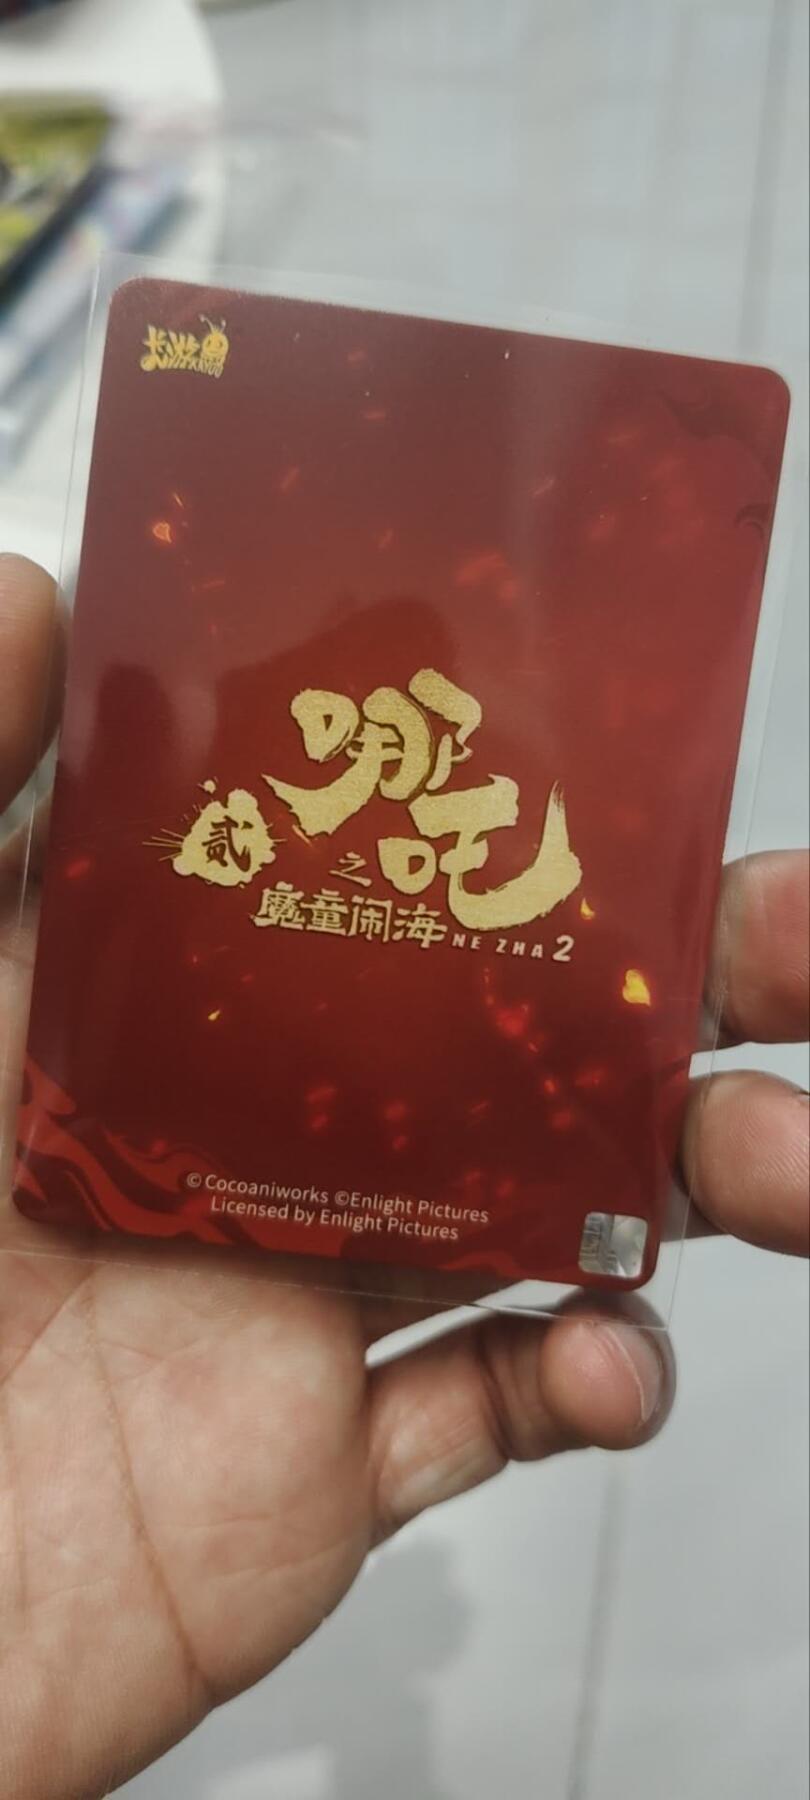 卡游
KAYOU
哪吒
贰
之
魔童闹海 NE ZHA 2
© Cocoaniworks ©Enlight Pictures
Licensed by Enlight Pictures